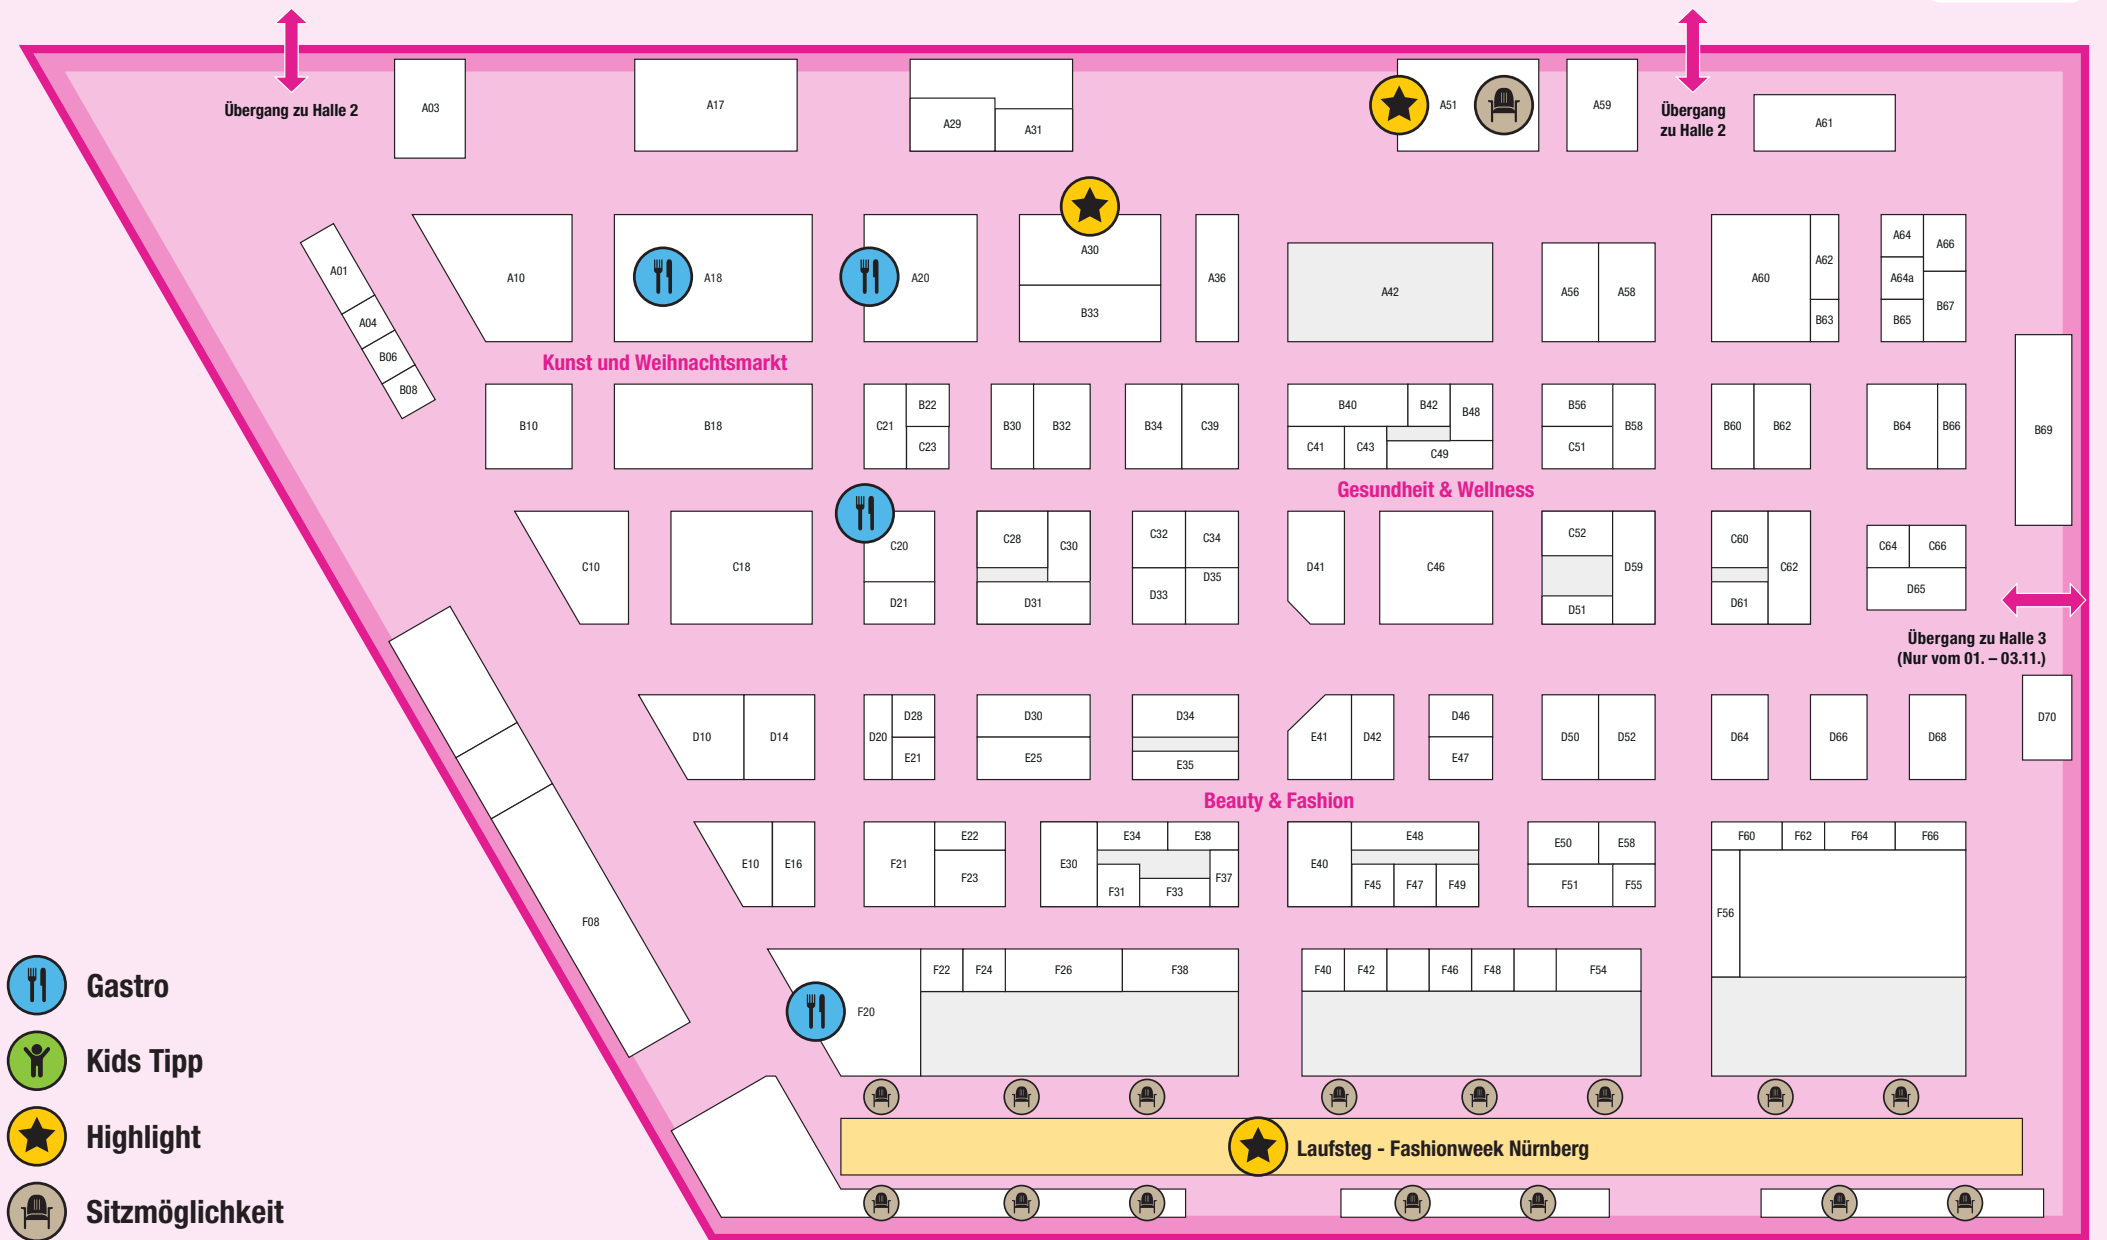 Übergang zu Halle 2
A03
A17
A29
A31
A51
A59
Übergang
zu Halle 2
A61
A01
A04
B06
B08
A10
A18
A20
A30
B33
A36
A42
A56
A58
A60
A62
B63
A64
A64a
B65
A66
B67
B69
Kunst und Weihnachtsmarkt
B10
B18
C21
B22
C23
B30
B32
B34
C39
B40
B42
B48
C41
C43
C49
B56
C51
B58
B60
B62
B64
B66
Gesundheit & Wellness
C10
C18
C20
D21
C28
C30
D31
C32
C34
D33
D35
D41
C46
C52
D51
D59
C60
D61
C62
C64
C66
D65
Übergang zu Halle 3
(Nur vom 01. – 03.11.)
D10
D14
D20
D28
E21
D30
E25
D34
E35
E41
D42
D46
E47
D50
D52
D64
D66
D68
D70
Beauty & Fashion
E10
E16
F21
E22
F23
E30
E34
E38
F31
F33
F37
E40
E48
F45
F47
F49
E50
E58
F51
F55
F60
F62
F64
F66
F56
F08
F20
F22
F24
F26
F38
F40
F42
F46
F48
F54
Laufsteg - Fashionweek Nürnberg
Gastro
Kids Tipp
Highlight
Sitzmöglichkeit